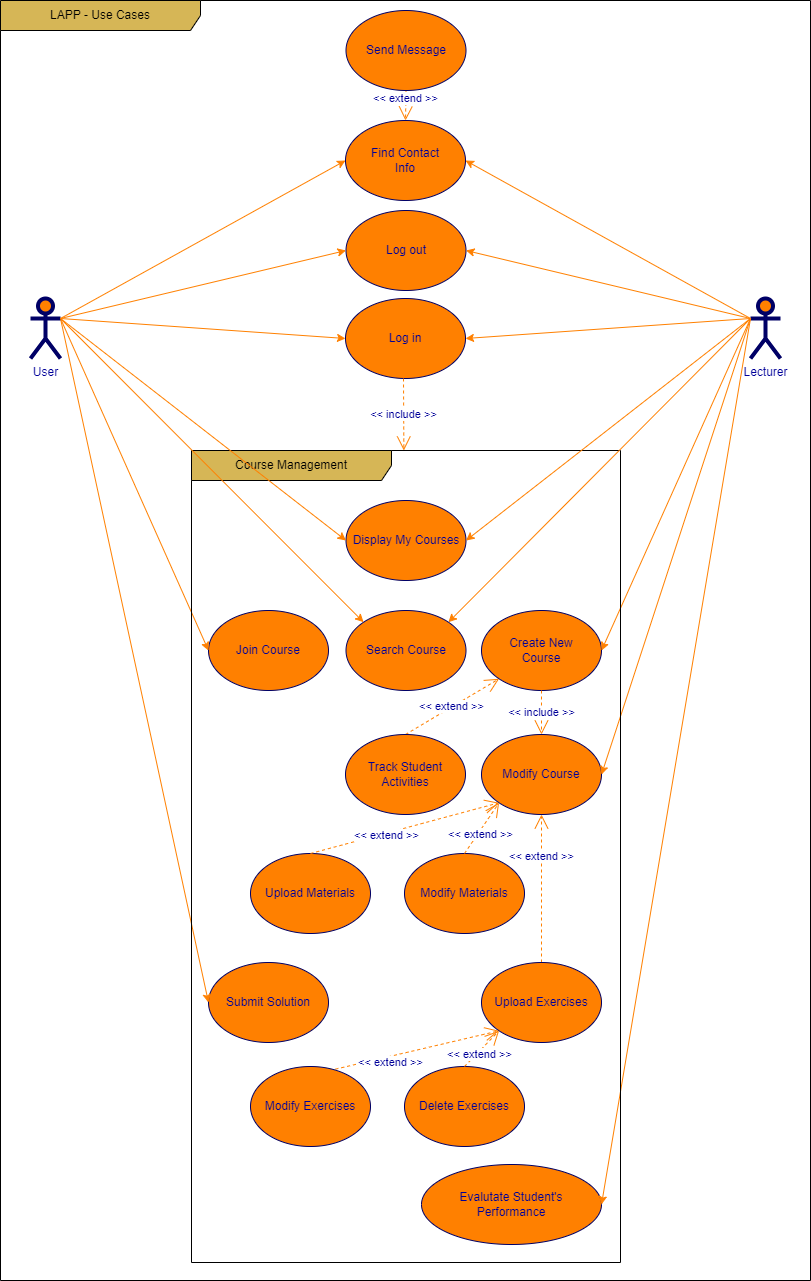 LAPP - Use Cases
Send Message
<< extend >>
Find Contact
Info
Log out
Log in
User
Lecturer
<< include >>
Course Management
Display My Courses
Join Course
Search Course
Create New
Course
<< extend >>
<< include >>
Track Student
Activities
Modify Course
<< extend >>
<< extend >>
<< extend >>
Upload Materials
Modify Materials
Submit Solution
Upload Exercises
<< extend >>
<< extend >>
Modify Exercises
Delete Exercises
Evalutate Student's
Performance